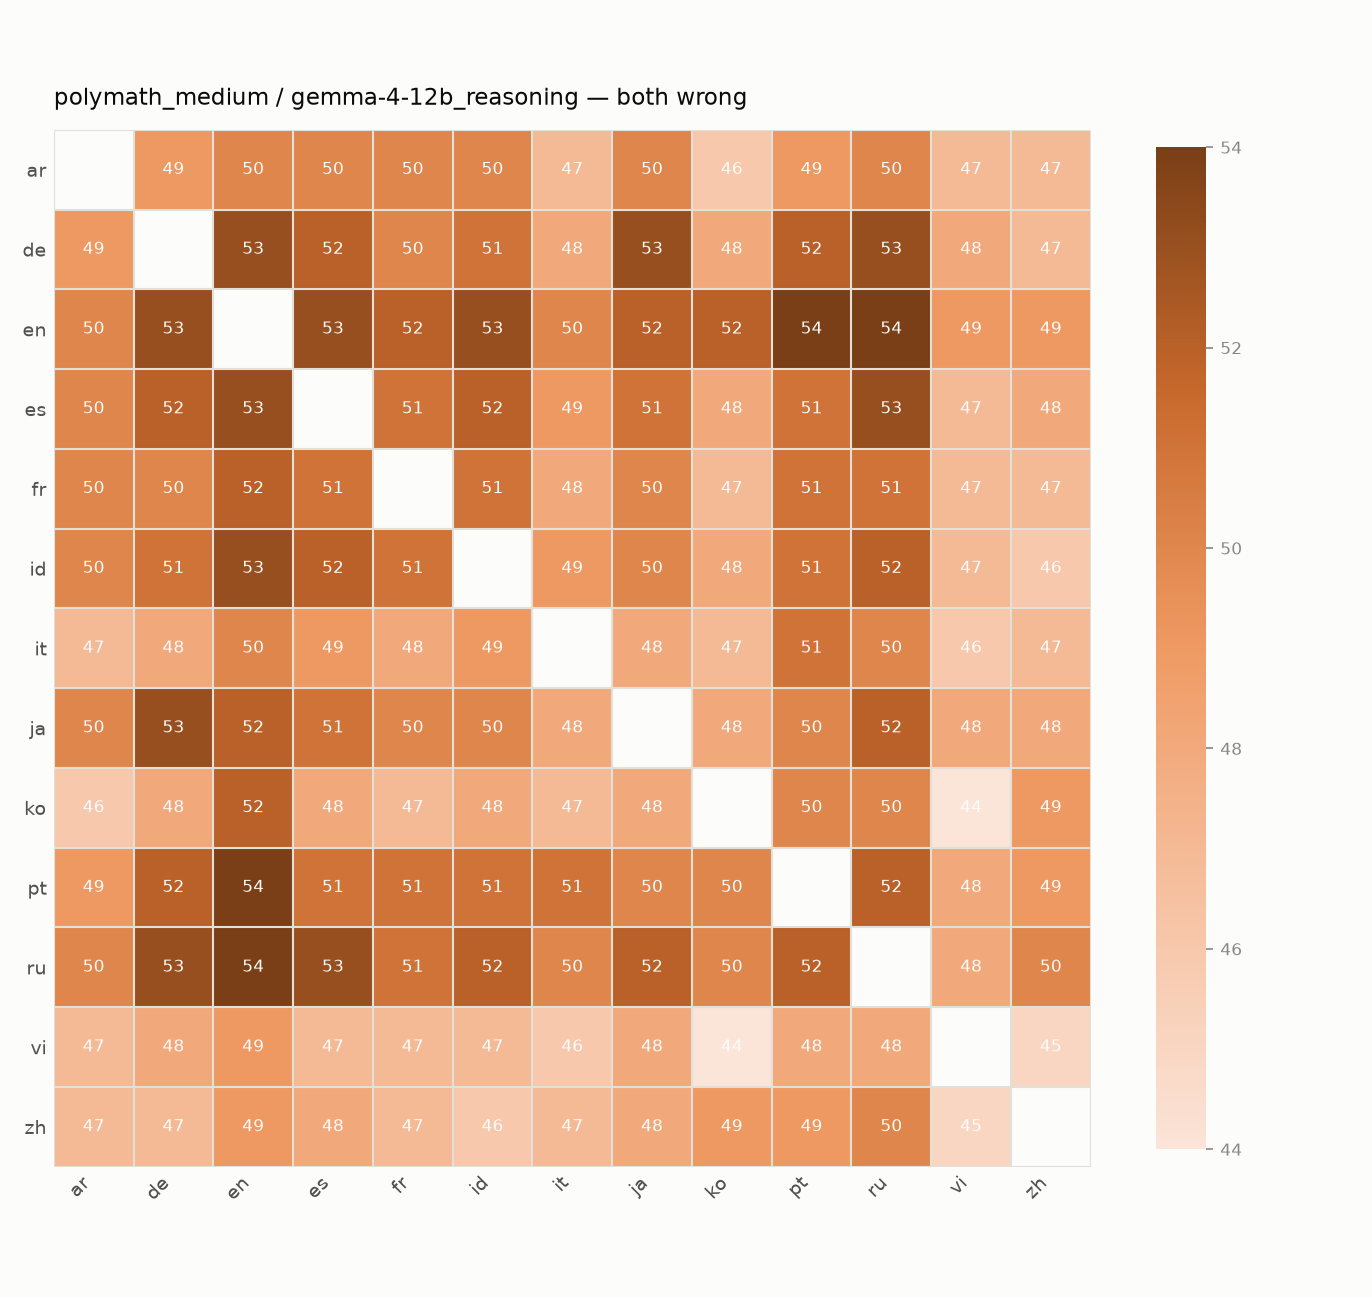 polymath_medium / gemma-4-12b_reasoning — both wrong
ar 49 50 50 50 50 47 50 46 49 50 47 47
de 49 53 52 50 51 48 53 48 52 53 48 47
en 50 53 53 52 53 50 52 52 54 54 49 49
es 50 52 53 51 52 49 51 48 51 53 47 48
fr 50 50 52 51 51 48 50 47 51 51 47 47
id 50 51 53 52 51 49 50 48 51 52 47 46
it 47 48 50 49 48 49 48 47 51 50 46 47
ja 50 53 52 51 50 50 48 48 50 52 48 48
ko 46 48 52 48 47 48 47 48 50 50 44 49
pt 49 52 54 51 51 51 51 50 50 52 48 49
ru 50 53 54 53 51 52 50 52 50 52 48 50
vi 47 48 49 47 47 47 46 48 44 48 48 45
zh 47 47 49 48 47 46 47 48 49 49 50 45
ar de en es fr id it ja ko pt ru vi zh
54
52
50
48
46
44